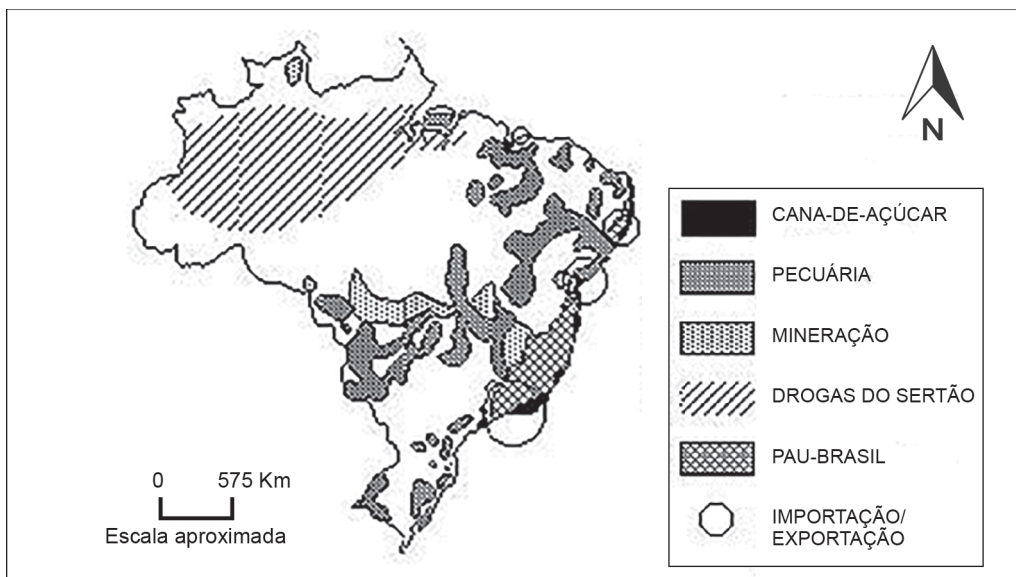 N
CANA-DE-AÇÚCAR
PECUÁRIA
MINERAÇÃO
DROGAS DO SERTÃO
PAU-BRASIL
IMPORTAÇÃO/
EXPORTAÇÃO
0 575 Km
Escala aproximada